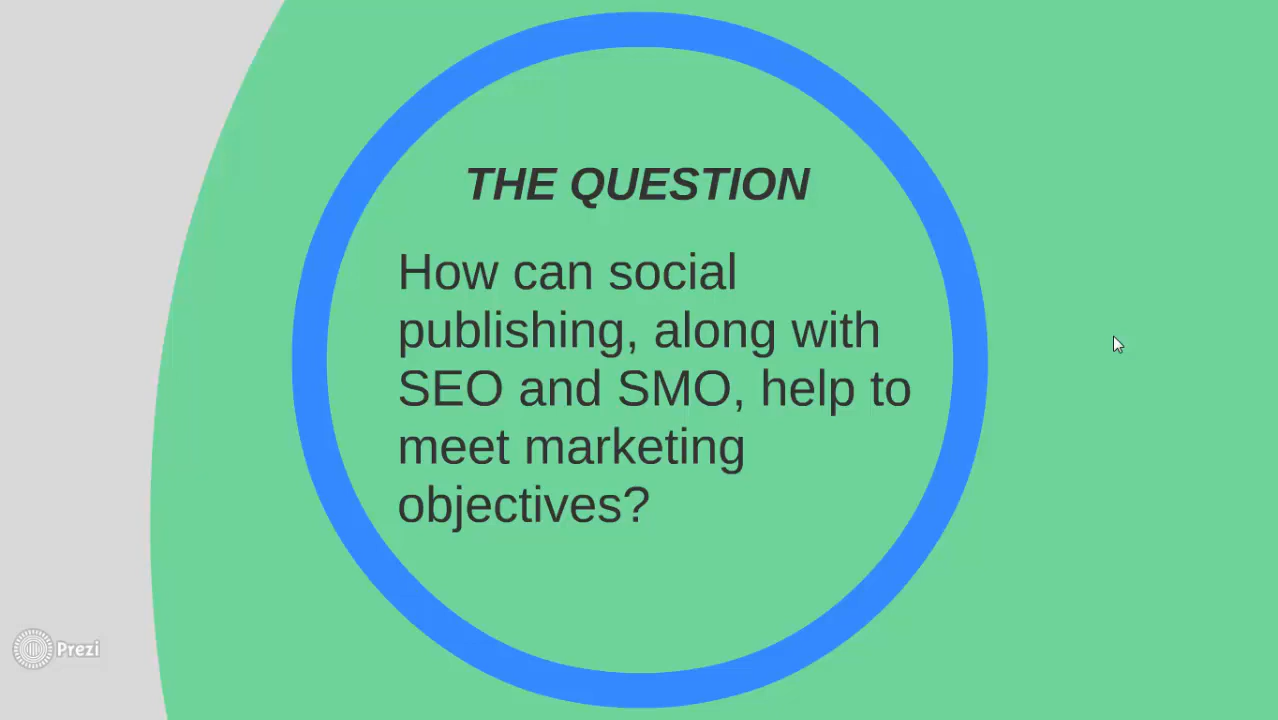 THE QUESTION
How can social
publishing, along with
SEO and SMO, help to
meet marketing
objectives?
Prezi